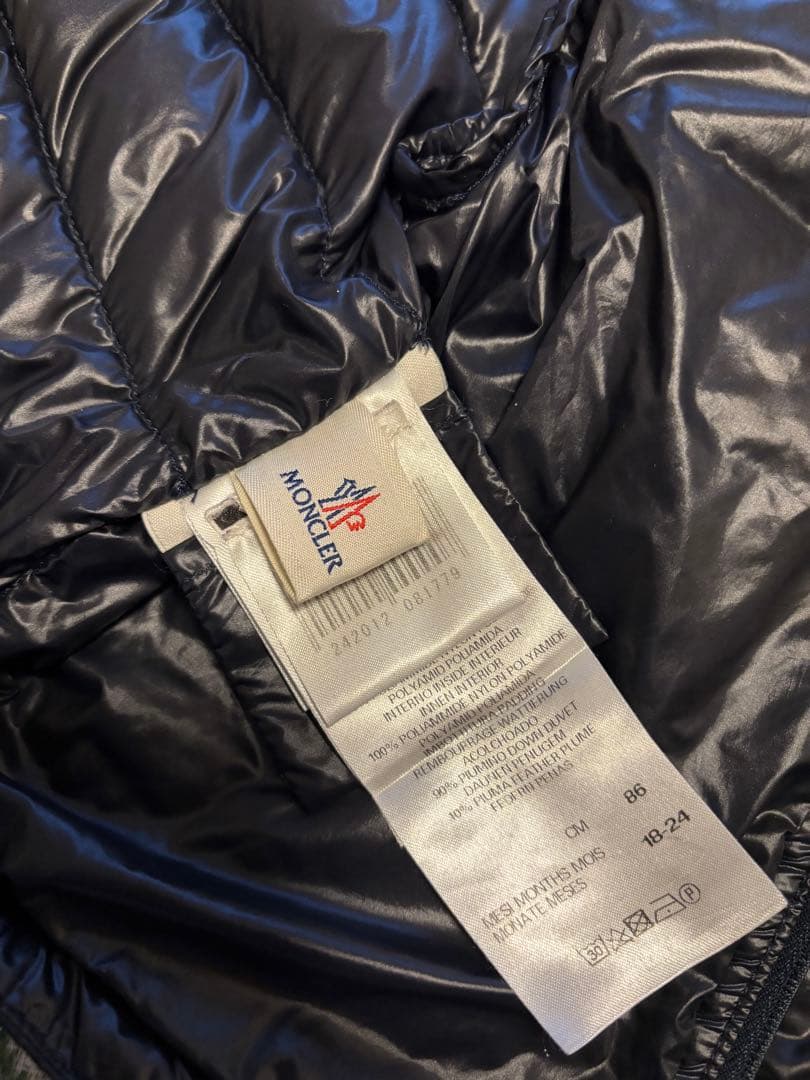 MONCLER
242012 081779
POLYAMID POLIAMIDA
INTERNO INSIDE INTERIEUR
INNEN INTERIOR
100% POLIAMMIDE NYLON POLYAMIDE
POLYAMID POLIAMIDA
IMBOTTITURA PADDING
REMBOURRAGE WATTIERUNG
ACOLCHOADO
90% PIUMINO DOWN DUVET
DAUNEN PENUGEM
10% PIUMA FEATHER PLUME
FEDERN PENAS
CM 86
MESI MONTHS MOIS 18-24
MONATE MESES
30 P